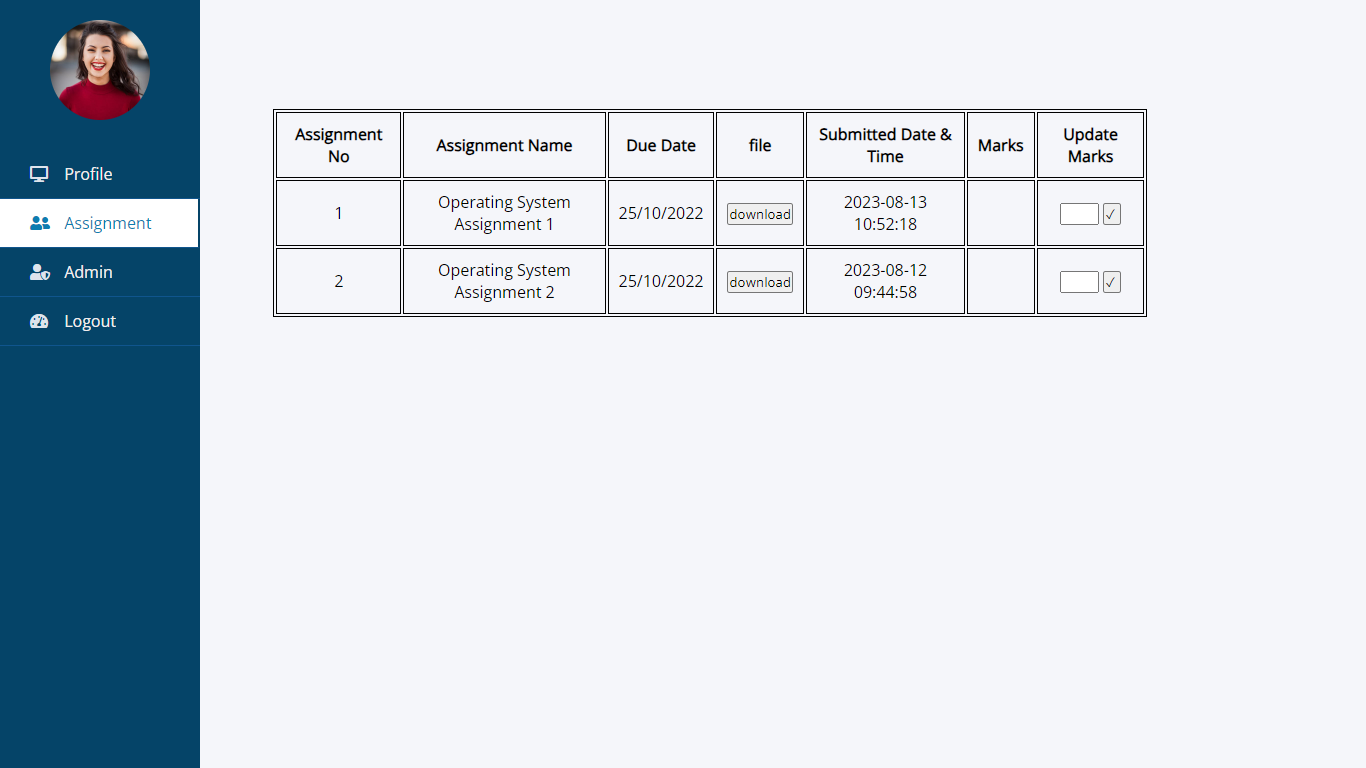 Profile
Assignment
Admin
Logout
Assignment
No
Assignment Name
Due Date
file
Submitted Date &
Time
Marks
Update
Marks
1
Operating System
Assignment 1
25/10/2022
download
2023-08-13
10:52:18
✓
2
Operating System
Assignment 2
25/10/2022
download
2023-08-12
09:44:58
✓